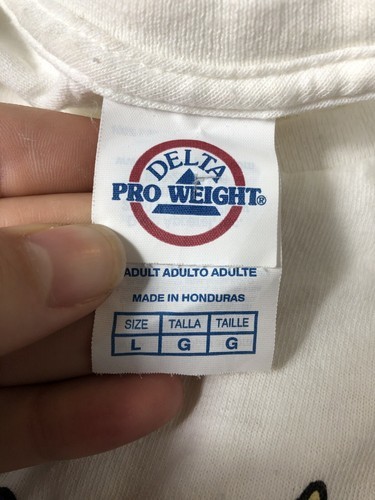 DELTA
PRO WEIGHT®
ADULT ADULTO ADULTE
MADE IN HONDURAS
SIZE TALLA TAILLE
L G G